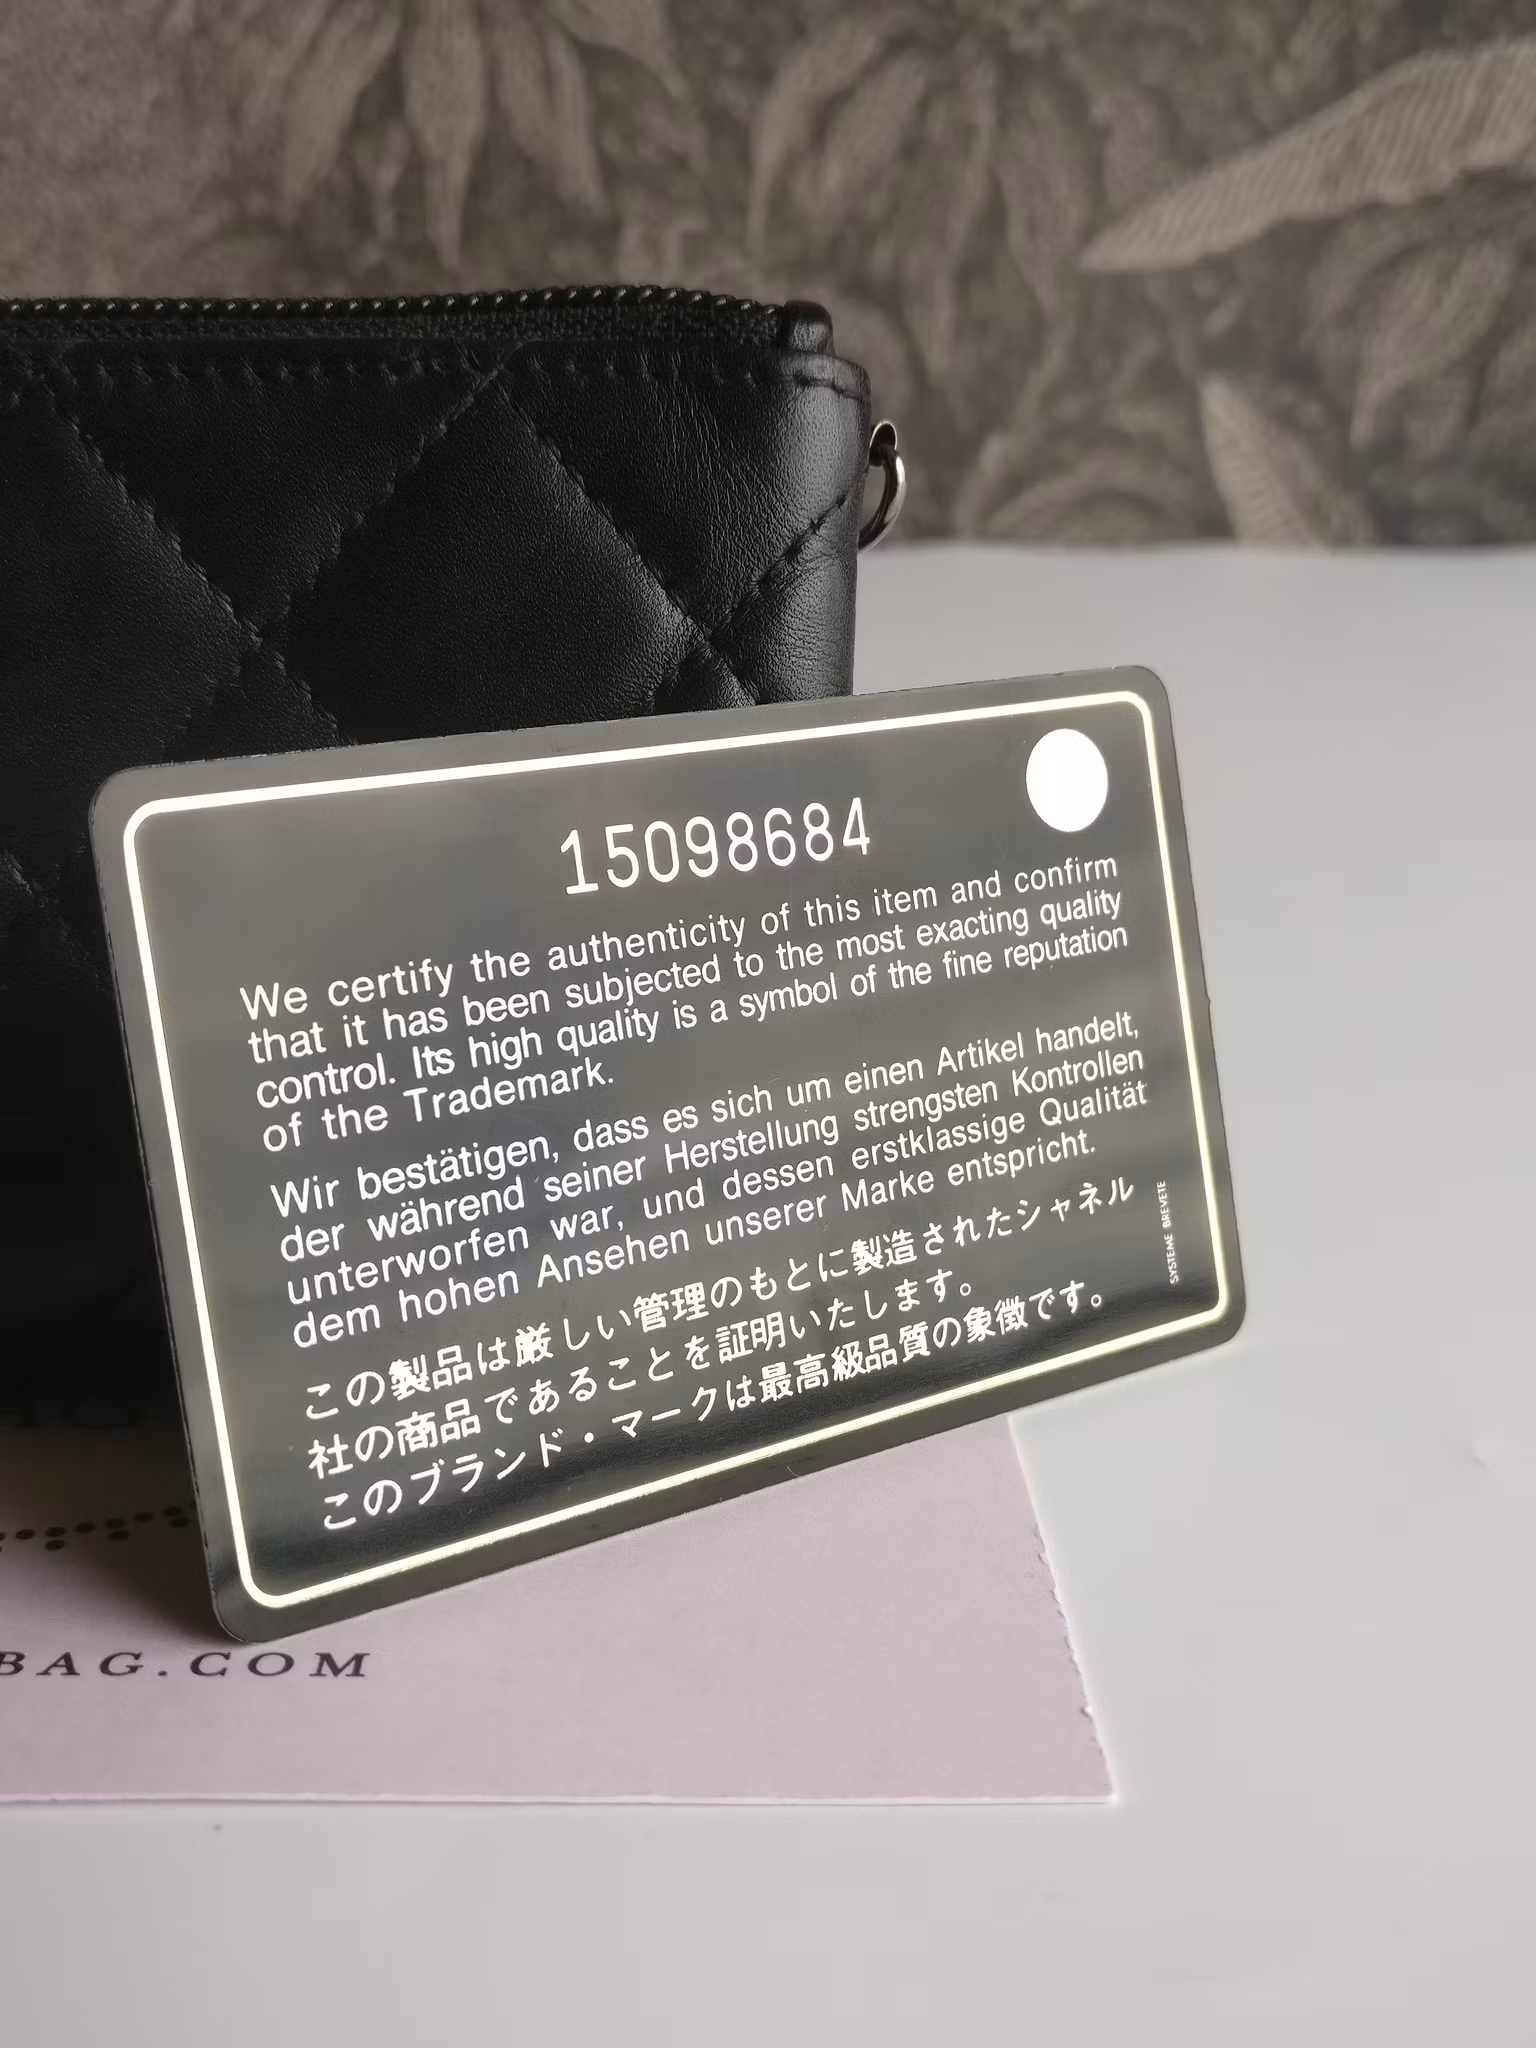 15098684
We certify the authenticity of this item and confirm
that it has been subjected to the most exacting quality
control. Its high quality is a symbol of the fine reputation
of the Trademark.
Wir bestätigen, dass es sich um einen Artikel handelt,
der während seiner Herstellung strengsten Kontrollen
unterworfen war, und dessen erstklassige Qualität
dem hohen Ansehen unserer Marke entspricht.
この製品は厳しい管理のもとに製造されたシャネル
社の商品であることを証明いたします。
このブランド・マークは最高級品質の象徴です。
SYSTEME BREVETE
BAG.COM